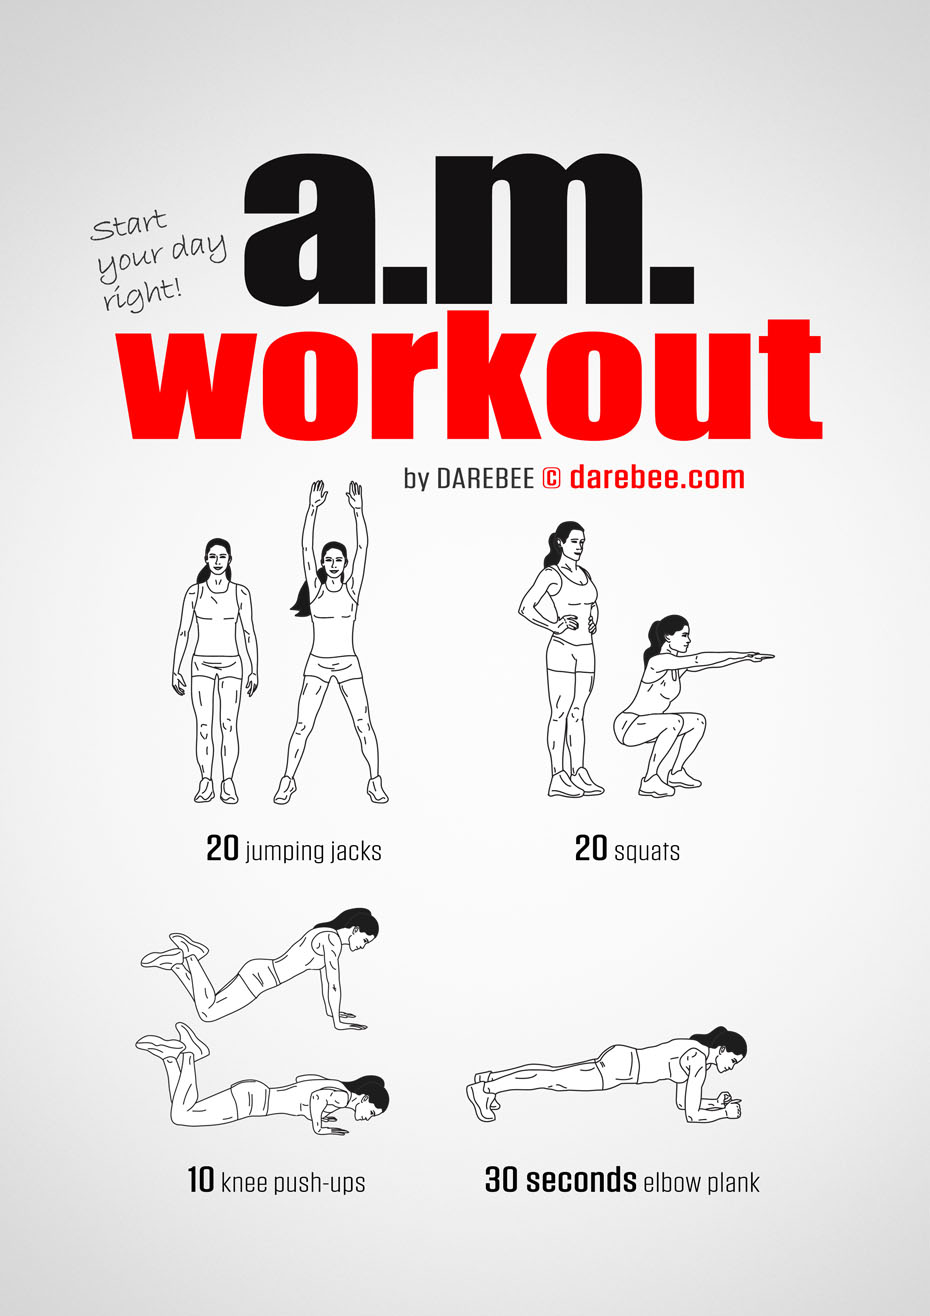 Start
your day
right!
a.m.
workout
by DAREBEE © darebee.com
20 jumping jacks
20 squats
10 knee push-ups
30 seconds elbow plank